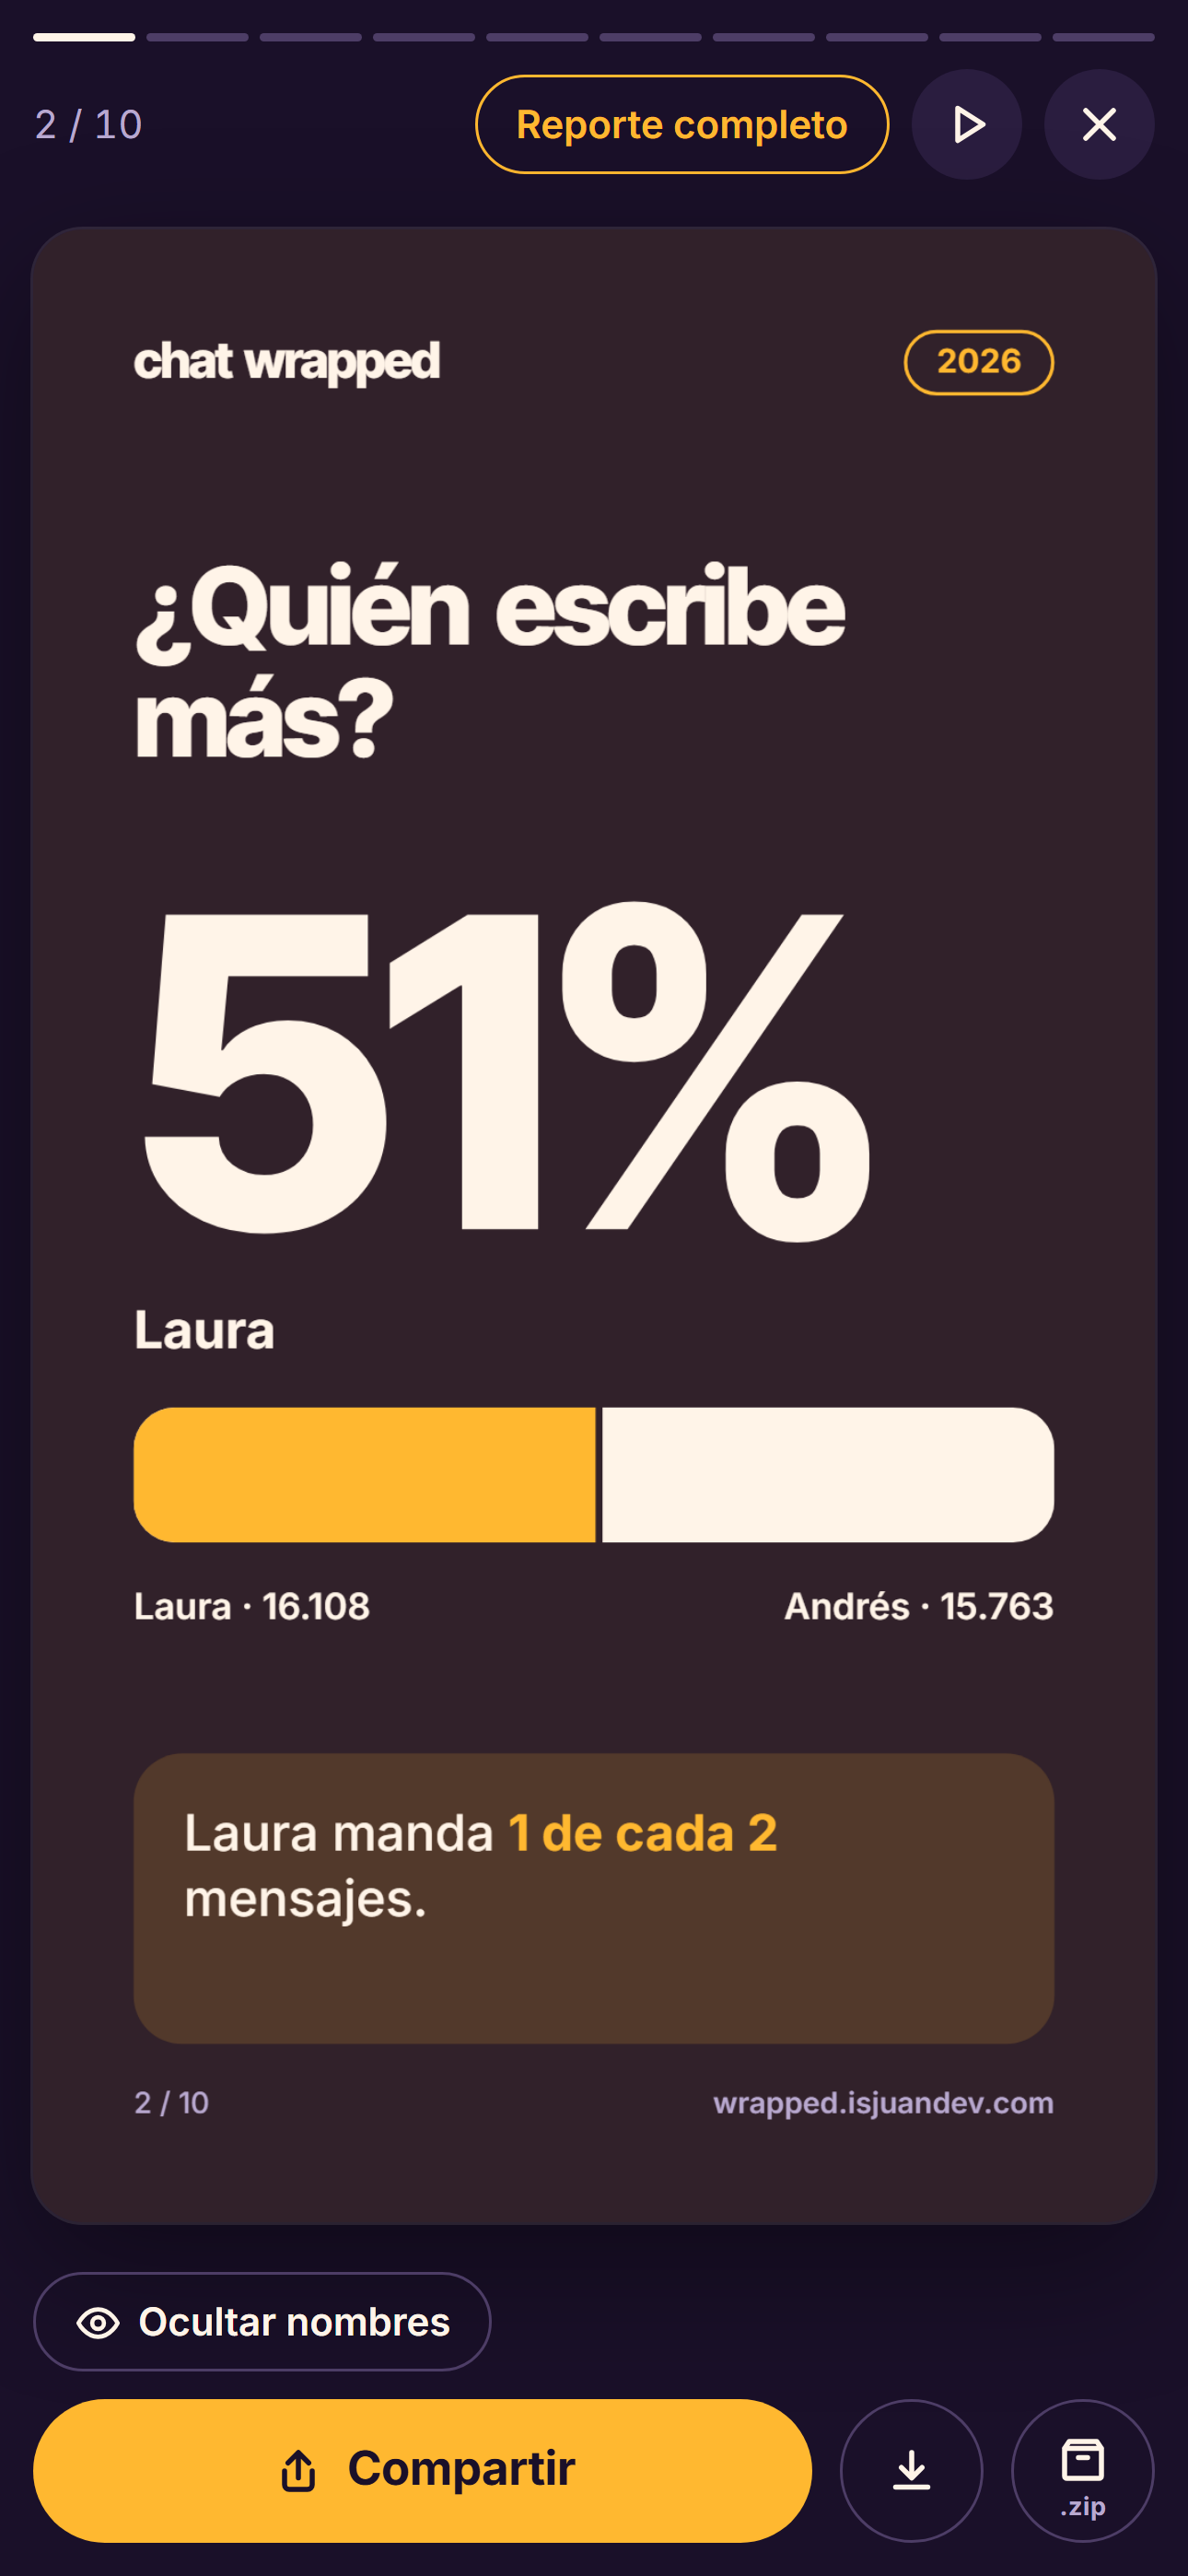 2 / 10
Reporte completo
chat wrapped
2026
¿Quién escribe
más?
51%
Laura
Laura · 16.108
Andrés · 15.763
Laura manda 1 de cada 2
mensajes.
2 / 10
wrapped.isjuandev.com
Ocultar nombres
Compartir
.zip